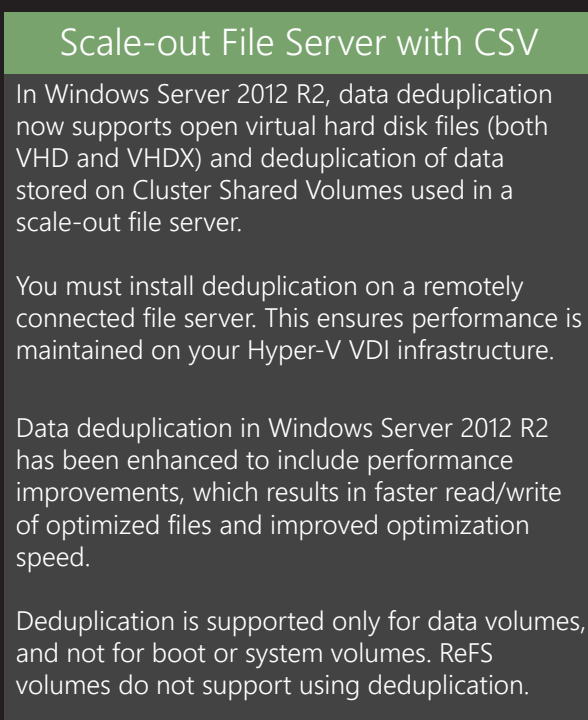 Scale-out File Server with CSV
In Windows Server 2012 R2, data deduplication
now supports open virtual hard disk files (both
VHD and VHDX) and deduplication of data
stored on Cluster Shared Volumes used in a
scale-out file server.
You must install deduplication on a remotely
connected file server. This ensures performance is
maintained on your Hyper-V VDI infrastructure.
Data deduplication in Windows Server 2012 R2
has been enhanced to include performance
improvements, which results in faster read/write
of optimized files and improved optimization
speed.
Deduplication is supported only for data volumes,
and not for boot or system volumes. ReFS
volumes do not support using deduplication.